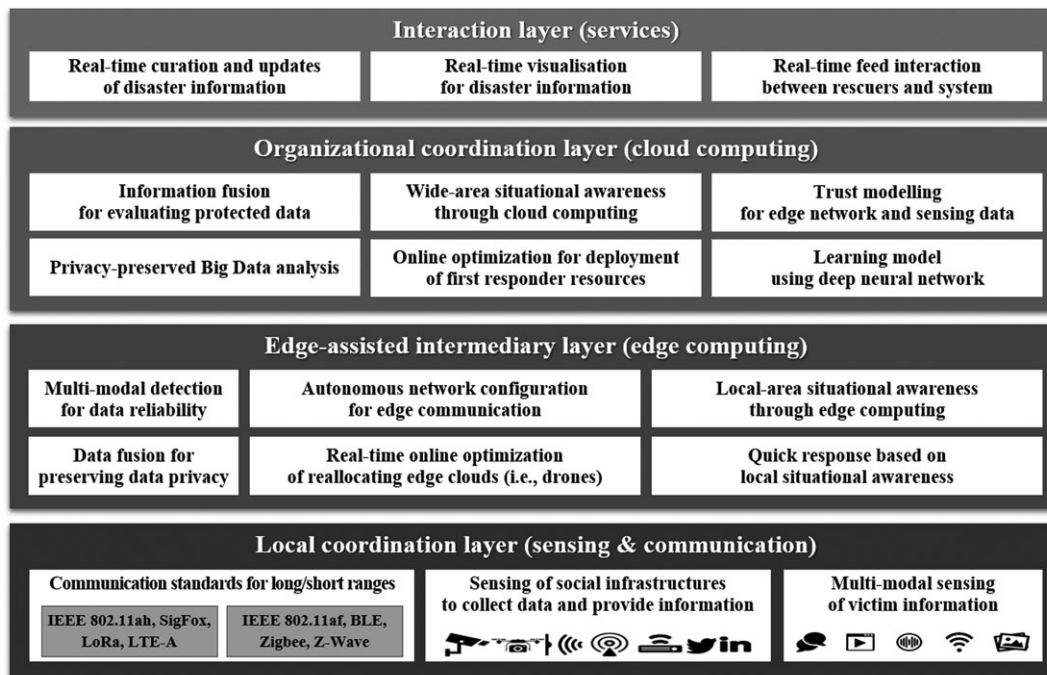 Interaction layer (services)
Real-time curation and updates
of disaster information
Real-time visualisation
for disaster information
Real-time feed interaction
between rescuers and system
Organizational coordination layer (cloud computing)
Information fusion
for evaluating protected data
Wide-area situational awareness
through cloud computing
Trust modelling
for edge network and sensing data
Privacy-preserved Big Data analysis
Online optimization for deployment
of first responder resources
Learning model
using deep neural network
Edge-assisted intermediary layer (edge computing)
Multi-modal detection
for data reliability
Autonomous network configuration
for edge communication
Local-area situational awareness
through edge computing
Data fusion for
preserving data privacy
Real-time online optimization
of reallocating edge clouds (i.e., drones)
Quick response based on
local situational awareness
Local coordination layer (sensing & communication)
Communication standards for long/short ranges
IEEE 802.11ah, SigFox,
LoRa, LTE-A
IEEE 802.11af, BLE,
Zigbee, Z-Wave
Sensing of social infrastructures
to collect data and provide information
in
Multi-modal sensing
of victim information